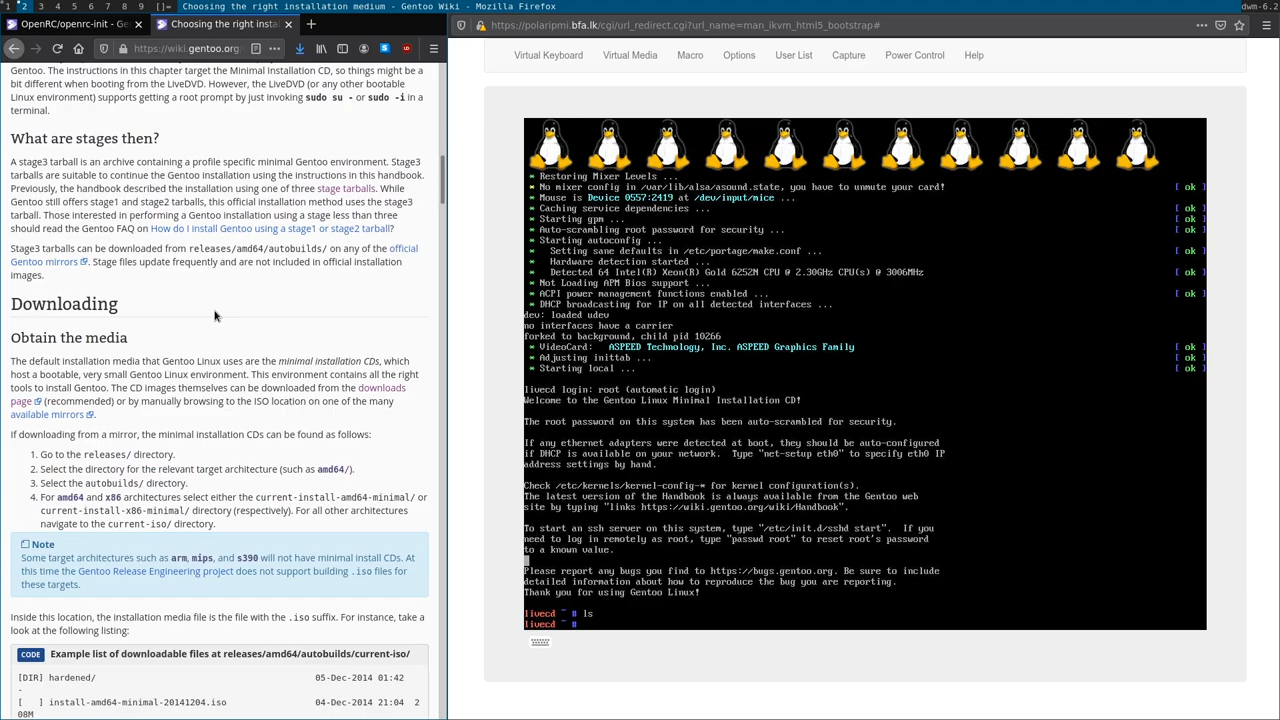 1 2 3 4 5 6 7 8 9 []= Choosing the right installation medium - Gentoo Wiki - Mozilla Firefox dwm-6.2
OpenRC/openrc-init - G
Choosing the right instal
https://wiki.gentoo.org
Gentoo. The instructions in this chapter target the Minimal Installation CD, so things might be a
bit different when booting from the LiveDVD. However, the LiveDVD (or any other bootable
Linux environment) supports getting a root prompt by just invoking sudo su - or sudo -i in a
terminal.
What are stages then?
A stage3 tarball is an archive containing a profile specific minimal Gentoo environment. Stage3
tarballs are suitable to continue the Gentoo installation using the instructions in this handbook.
Previously, the handbook described the installation using one of three stage tarballs. While
Gentoo still offers stage1 and stage2 tarballs, this official installation method uses the stage3
tarball. Those interested in performing a Gentoo installation using a stage less than three
should read the Gentoo FAQ on How do I install Gentoo using a stage1 or stage2 tarball?
Stage3 tarballs can be downloaded from releases/amd64/autobuilds/ on any of the official
Gentoo mirrors. Stage files update frequently and are not included in official installation
images.
Downloading
Obtain the media
The default installation media that Gentoo Linux uses are the minimal installation CDs, which
host a bootable, very small Gentoo Linux environment. This environment contains all the right
tools to install Gentoo. The CD images themselves can be downloaded from the downloads
page (recommended) or by manually browsing to the ISO location on one of the many
available mirrors.
If downloading from a mirror, the minimal installation CDs can be found as follows:
1. Go to the releases/ directory.
2. Select the directory for the relevant target architecture (such as amd64/).
3. Select the autobuilds/ directory.
4. For amd64 and x86 architectures select either the current-install-amd64-minimal/ or
current-install-x86-minimal/ directory (respectively). For all other architectures
navigate to the current-iso/ directory.
Note
Some target architectures such as arm, mips, and s390 will not have minimal install CDs. At
this time the Gentoo Release Engineering project does not support building .iso files for
these targets.
Inside this location, the installation media file is the file with the .iso suffix. For instance, take a
look at the following listing:
CODE Example list of downloadable files at releases/amd64/autobuilds/current-iso/
[DIR] hardened/ 05-Dec-2014 01:42
-
[ ] install-amd64-minimal-20141204.iso 04-Dec-2014 21:04 2
08M
https://polaripmi.bfa.lk/cgi/url_redirect.cgi?url_name=man_ikvm_html5_bootstrap#
Virtual Keyboard Virtual Media Macro Options User List Capture Power Control Help
* Restoring Mixer Levels ...
* No mixer config in /var/lib/alsa/asound.state, you have to unmute your card! [ ok ]
* Mouse is Device 0557:2419 at /dev/input/mice ...
* Caching service dependencies ... [ ok ]
* Starting gpm ... [ ok ]
* Auto-scrambling root password for security ... [ ok ]
* Starting autoconfig ...
* Setting sane defaults in /etc/portage/make.conf ... [ ok ]
* Hardware detection started ...
* Detected 64 Intel(R) Xeon(R) Gold 6252N CPU @ 2.30GHz CPU(s) @ 3006MHz [ ok ]
* Not Loading APM Bios support ...
* ACPI power management functions enabled ... [ ok ]
* DHCP broadcasting for IP on all detected interfaces ...
dev: loaded udev
no interfaces have a carrier
forked to background, child pid 10266 [ ok ]
* VideoCard: ASPEED Technology, Inc. ASPEED Graphics Family
* Adjusting inittab ... [ ok ]
* Starting local ... [ ok ]
livecd login: root (automatic login)
Welcome to the Gentoo Linux Minimal Installation CD!
The root password on this system has been auto-scrambled for security.
If any ethernet adapters were detected at boot, they should be auto-configured
if DHCP is available on your network. Type "net-setup eth0" to specify eth0 IP
address settings by hand.
Check /etc/kernels/kernel-config-* for kernel configuration(s).
The latest version of the Handbook is always available from the Gentoo web
site by typing "links https://wiki.gentoo.org/wiki/Handbook".
To start an ssh server on this system, type "/etc/init.d/sshd start". If you
need to log in remotely as root, type "passwd root" to reset root's password
to a known value.
Please report any bugs you find to https://bugs.gentoo.org. Be sure to include
detailed information about how to reproduce the bug you are reporting.
Thank you for using Gentoo Linux!
livecd ~ # ls
livecd ~ #